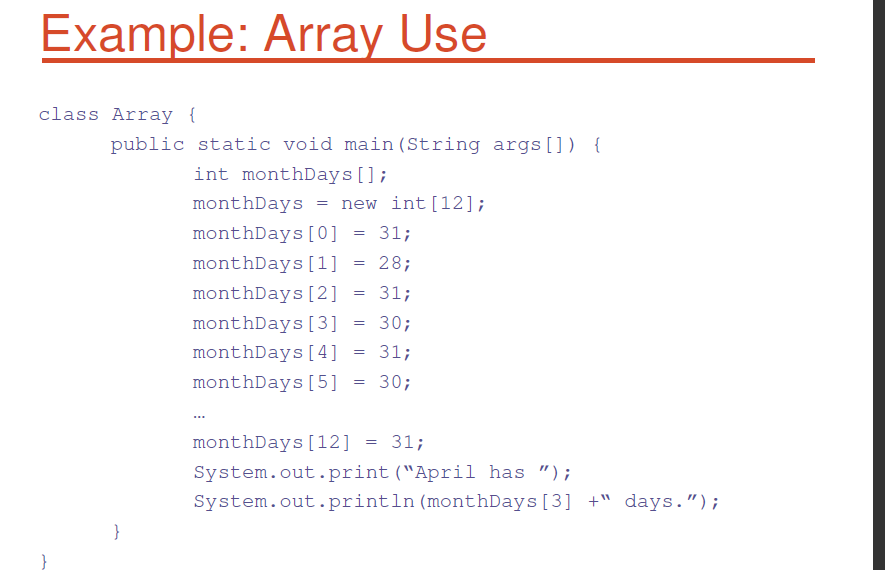 Example: Array Use
class Array {
public static void main(String args[]) {
int monthDays[];
monthDays = new int[12];
monthDays[0] = 31;
monthDays[1] = 28;
monthDays[2] = 31;
monthDays[3] = 30;
monthDays[4] = 31;
monthDays[5] = 30;
…
monthDays[12] = 31;
System.out.print(“April has ”);
System.out.println(monthDays[3] +“ days.”);
}
}